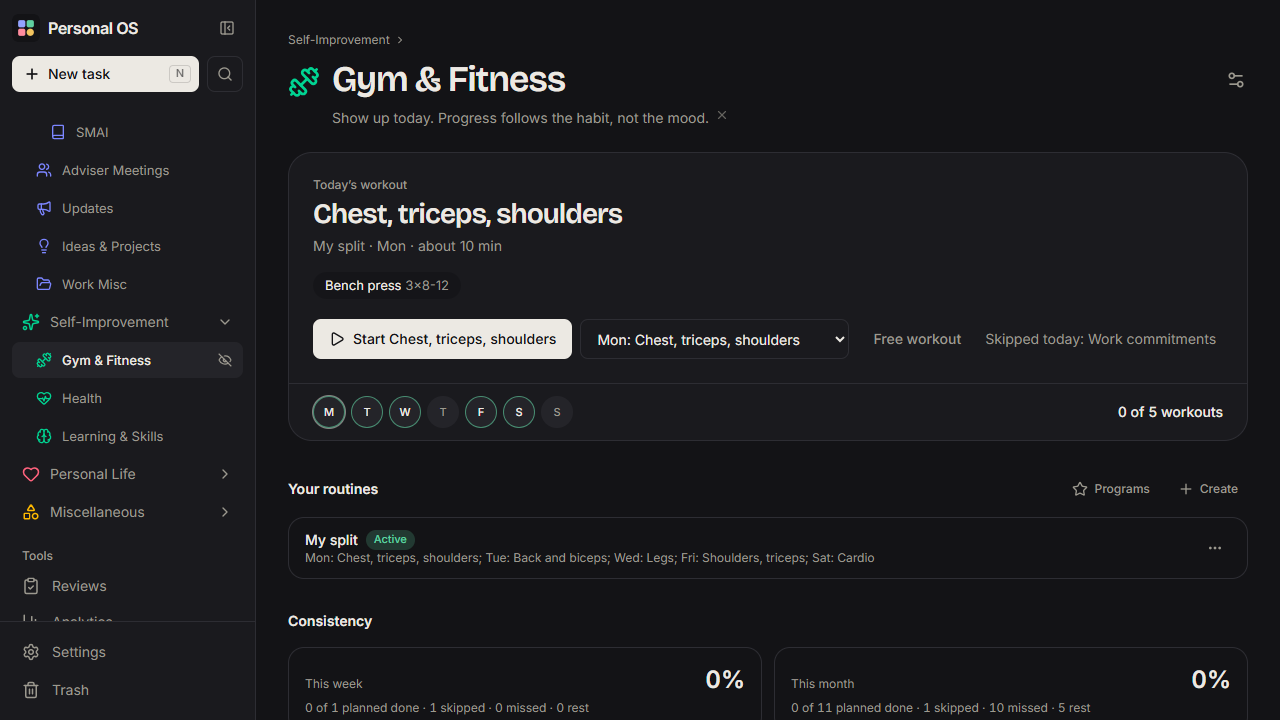 Personal OS
New task N
SMAI
Adviser Meetings
Updates
Ideas & Projects
Work Misc
Self-Improvement
Gym & Fitness
Health
Learning & Skills
Personal Life
Miscellaneous
Tools
Reviews
Analytics
Settings
Trash
Self-Improvement
Gym & Fitness
Show up today. Progress follows the habit, not the mood.
Today’s workout
Chest, triceps, shoulders
My split · Mon · about 10 min
Bench press 3×8-12
Start Chest, triceps, shoulders
Mon: Chest, triceps, shoulders
Free workout
Skipped today: Work commitments
M T W T F S S
0 of 5 workouts
Your routines
Programs
Create
My split Active
Mon: Chest, triceps, shoulders; Tue: Back and biceps; Wed: Legs; Fri: Shoulders, triceps; Sat: Cardio
Consistency
This week 0%
0 of 1 planned done · 1 skipped · 0 missed · 0 rest
This month 0%
0 of 11 planned done · 1 skipped · 10 missed · 5 rest